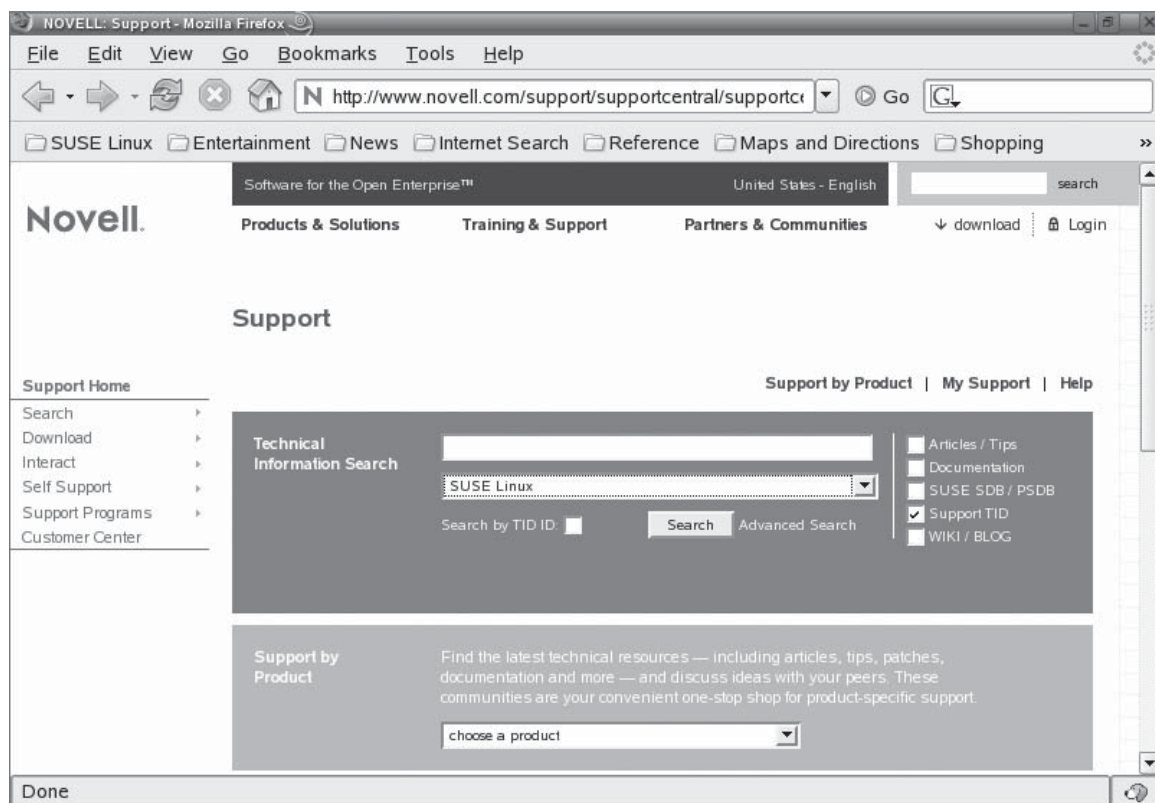 NOVELL: Support - Mozilla Firefox
File Edit View Go Bookmarks Tools Help
N http://www.novell.com/support/supportcentral/supportce Go G
SUSE Linux Entertainment News Internet Search Reference Maps and Directions Shopping »
Software for the Open Enterprise™ United States - English search
Novell.
Products & Solutions Training & Support Partners & Communities download Login
Support
Support Home
Search
Download
Interact
Self Support
Support Programs
Customer Center
Support by Product | My Support | Help
Technical
Information Search
SUSE Linux
Search by TID ID: Search Advanced Search
Articles / Tips
Documentation
SUSE SDB / PSDB
Support TID
WIKI / BLOG
Support by
Product
Find the latest technical resources — including articles, tips, patches,
documentation and more — and discuss ideas with your peers. These
communities are your convenient one-stop shop for product-specific support.
choose a product
Done